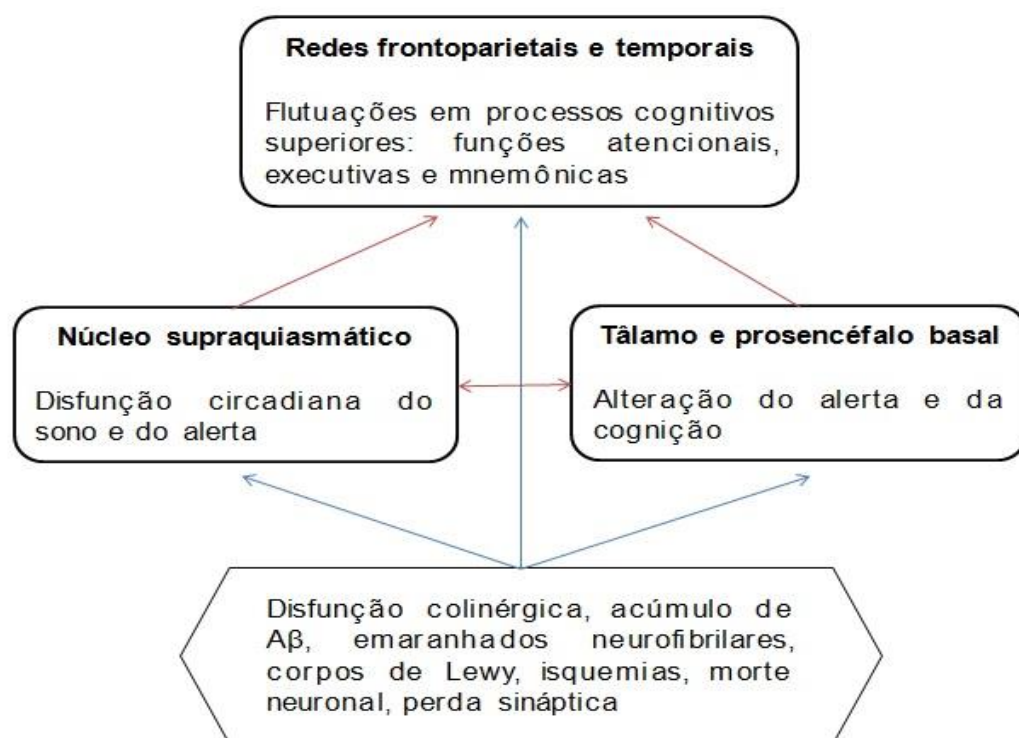 Redes frontoparietais e temporais
Flutuações em processos cognitivos
superiores: funções atencionais,
executivas e mnemônicas
Núcleo supraquiasmático
Disfunção circadiana do
sono e do alerta
Tâlamo e prosencéfalo basal
Alteração do alerta e da
cognição
Disfunção colinérgica, acúmulo de
Aβ, emaranhados neurofibrilares,
corpos de Lewy, isquemias, morte
neuronal, perda sináptica